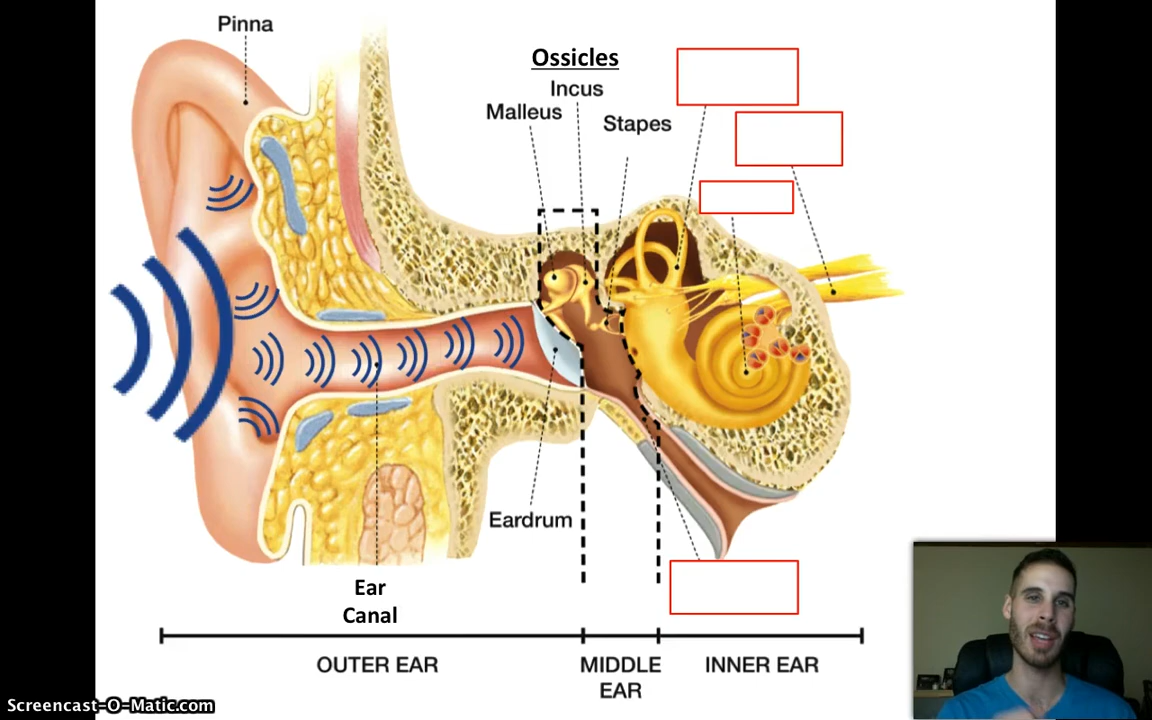 Pinna
Ossicles
Incus
Malleus
Stapes
Eardrum
Ear
Canal
OUTER EAR
MIDDLE
EAR
INNER EAR
Screencast-O-Matic.com